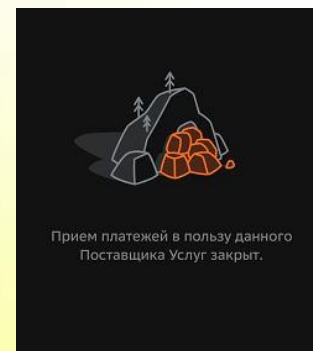 Прием платежей в пользу данного
Поставщика Услуг закрыт.